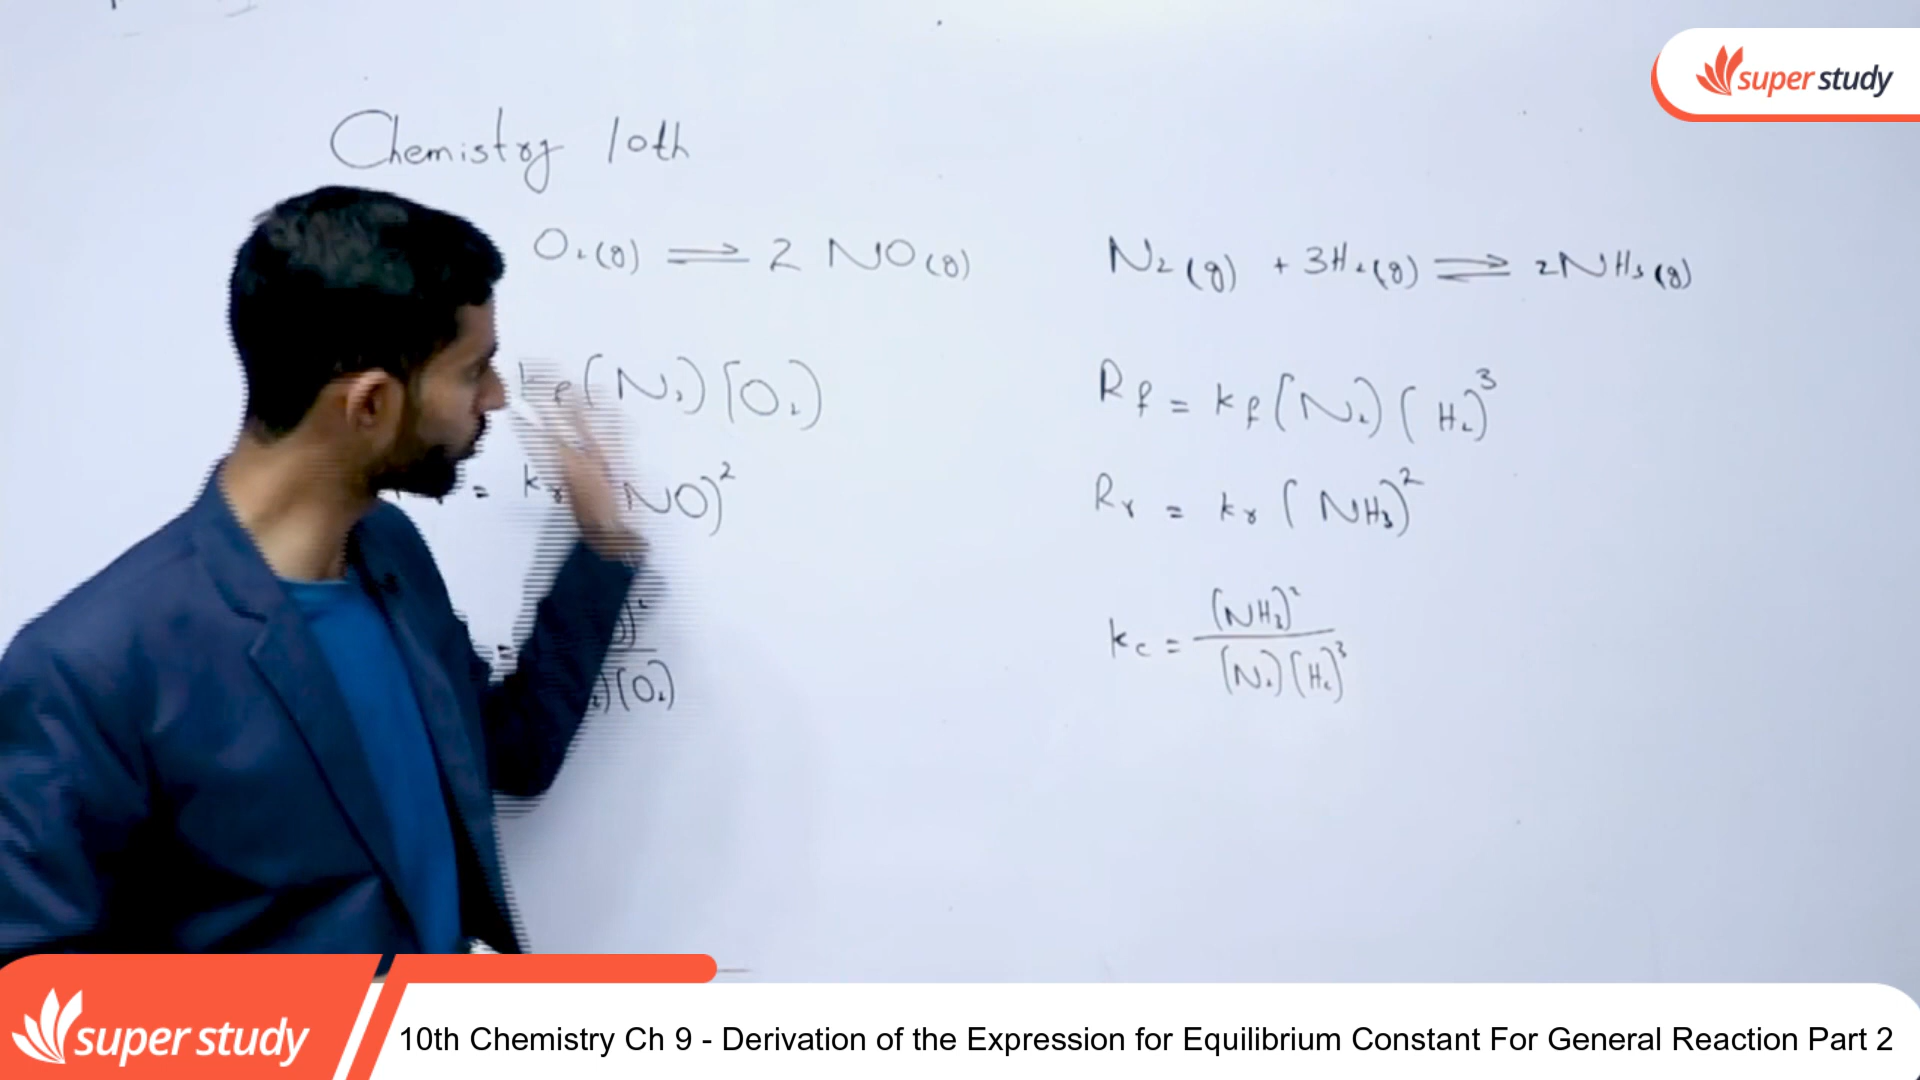 super study
Chemistry 10th
O₂(g) ⇌ 2 NO(g)
kf(N₂)[O₂)
= kr NO)²
=
)(O₂)
N₂(g) + 3H₂(g) ⇌ 2NH₃(g)
Rf = kf(N₂)(H₂)³
Rr = kr(NH₃)²
kc = (NH₃)² / (N₂)(H₂)³
super study
10th Chemistry Ch 9 - Derivation of the Expression for Equilibrium Constant For General Reaction Part 2